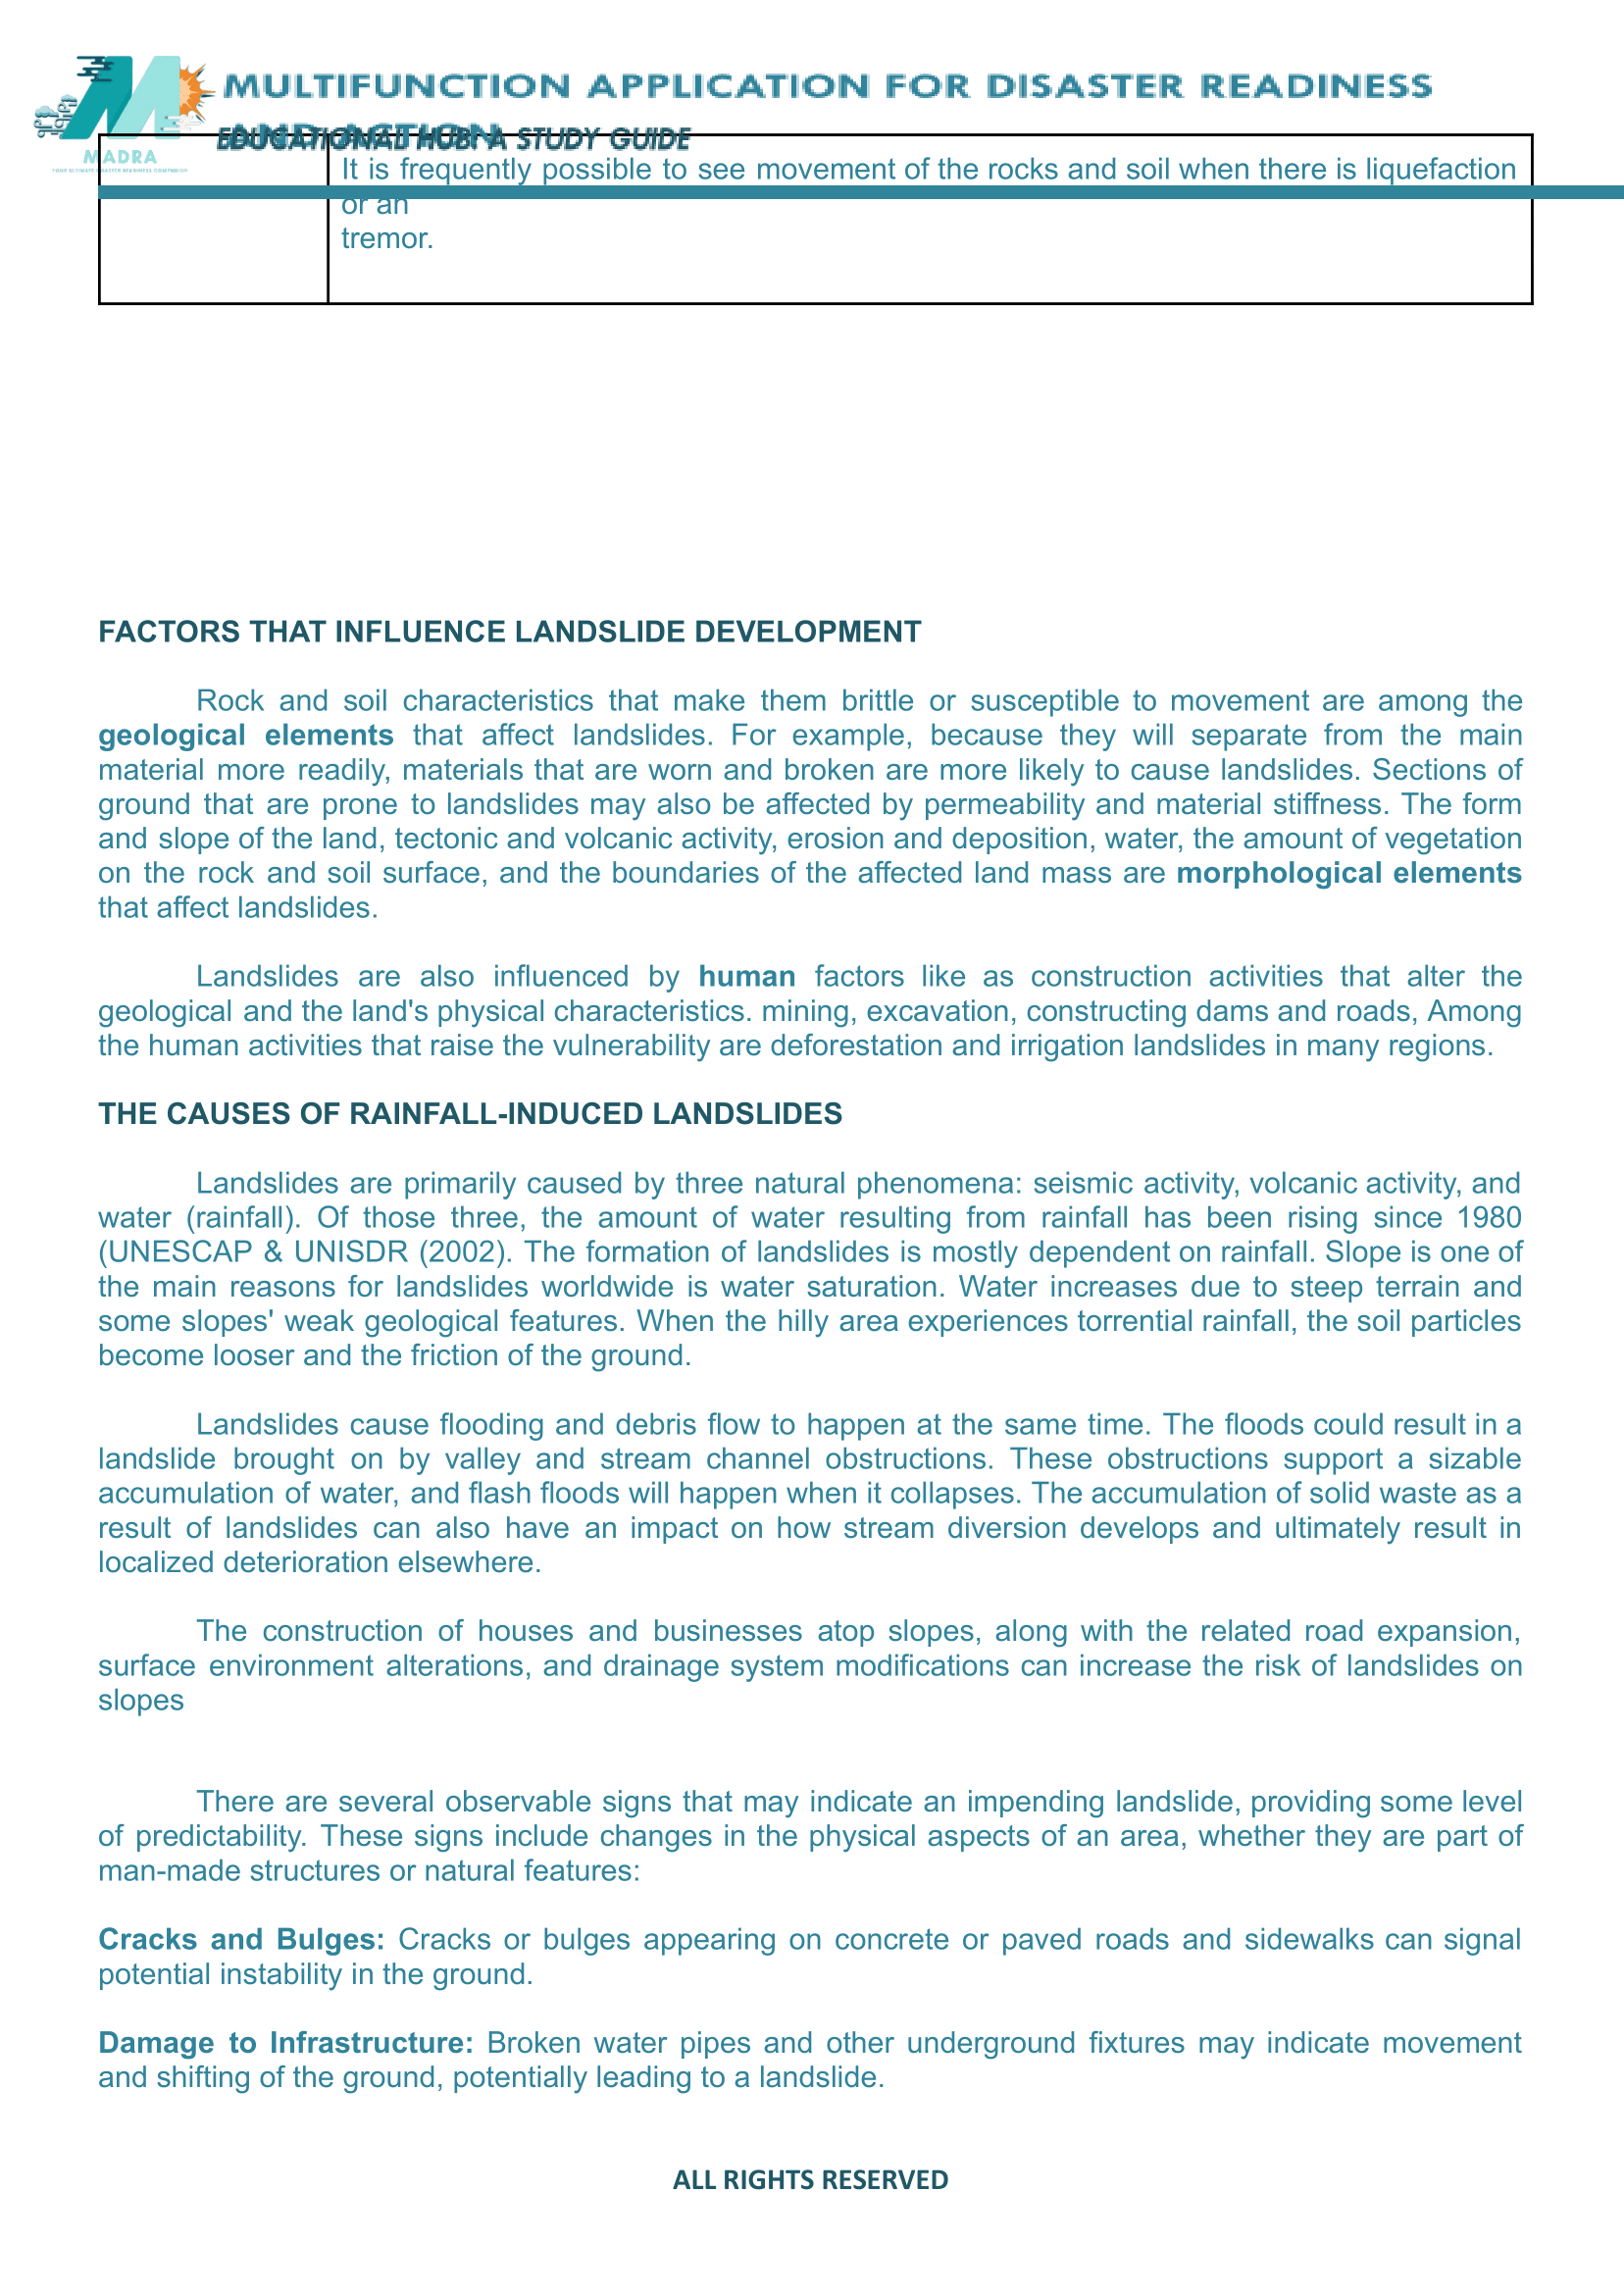 MULTIFUNCTION APPLICATION FOR DISASTER READINESS
AND ACTION
EDUCATIONAL HUB: A STUDY GUIDE
MADRA
YOUR ULTIMATE DISASTER READINESS COMPANION
It is frequently possible to see movement of the rocks and soil when there is liquefaction
or an
tremor.
FACTORS THAT INFLUENCE LANDSLIDE DEVELOPMENT
Rock and soil characteristics that make them brittle or susceptible to movement are among the
geological elements that affect landslides. For example, because they will separate from the main
material more readily, materials that are worn and broken are more likely to cause landslides. Sections of
ground that are prone to landslides may also be affected by permeability and material stiffness. The form
and slope of the land, tectonic and volcanic activity, erosion and deposition, water, the amount of vegetation
on the rock and soil surface, and the boundaries of the affected land mass are morphological elements
that affect landslides.
Landslides are also influenced by human factors like as construction activities that alter the
geological and the land's physical characteristics. mining, excavation, constructing dams and roads, Among
the human activities that raise the vulnerability are deforestation and irrigation landslides in many regions.
THE CAUSES OF RAINFALL-INDUCED LANDSLIDES
Landslides are primarily caused by three natural phenomena: seismic activity, volcanic activity, and
water (rainfall). Of those three, the amount of water resulting from rainfall has been rising since 1980
(UNESCAP & UNISDR (2002). The formation of landslides is mostly dependent on rainfall. Slope is one of
the main reasons for landslides worldwide is water saturation. Water increases due to steep terrain and
some slopes' weak geological features. When the hilly area experiences torrential rainfall, the soil particles
become looser and the friction of the ground.
Landslides cause flooding and debris flow to happen at the same time. The floods could result in a
landslide brought on by valley and stream channel obstructions. These obstructions support a sizable
accumulation of water, and flash floods will happen when it collapses. The accumulation of solid waste as a
result of landslides can also have an impact on how stream diversion develops and ultimately result in
localized deterioration elsewhere.
The construction of houses and businesses atop slopes, along with the related road expansion,
surface environment alterations, and drainage system modifications can increase the risk of landslides on
slopes
There are several observable signs that may indicate an impending landslide, providing some level
of predictability. These signs include changes in the physical aspects of an area, whether they are part of
man-made structures or natural features:
Cracks and Bulges: Cracks or bulges appearing on concrete or paved roads and sidewalks can signal
potential instability in the ground.
Damage to Infrastructure: Broken water pipes and other underground fixtures may indicate movement
and shifting of the ground, potentially leading to a landslide.
ALL RIGHTS RESERVED